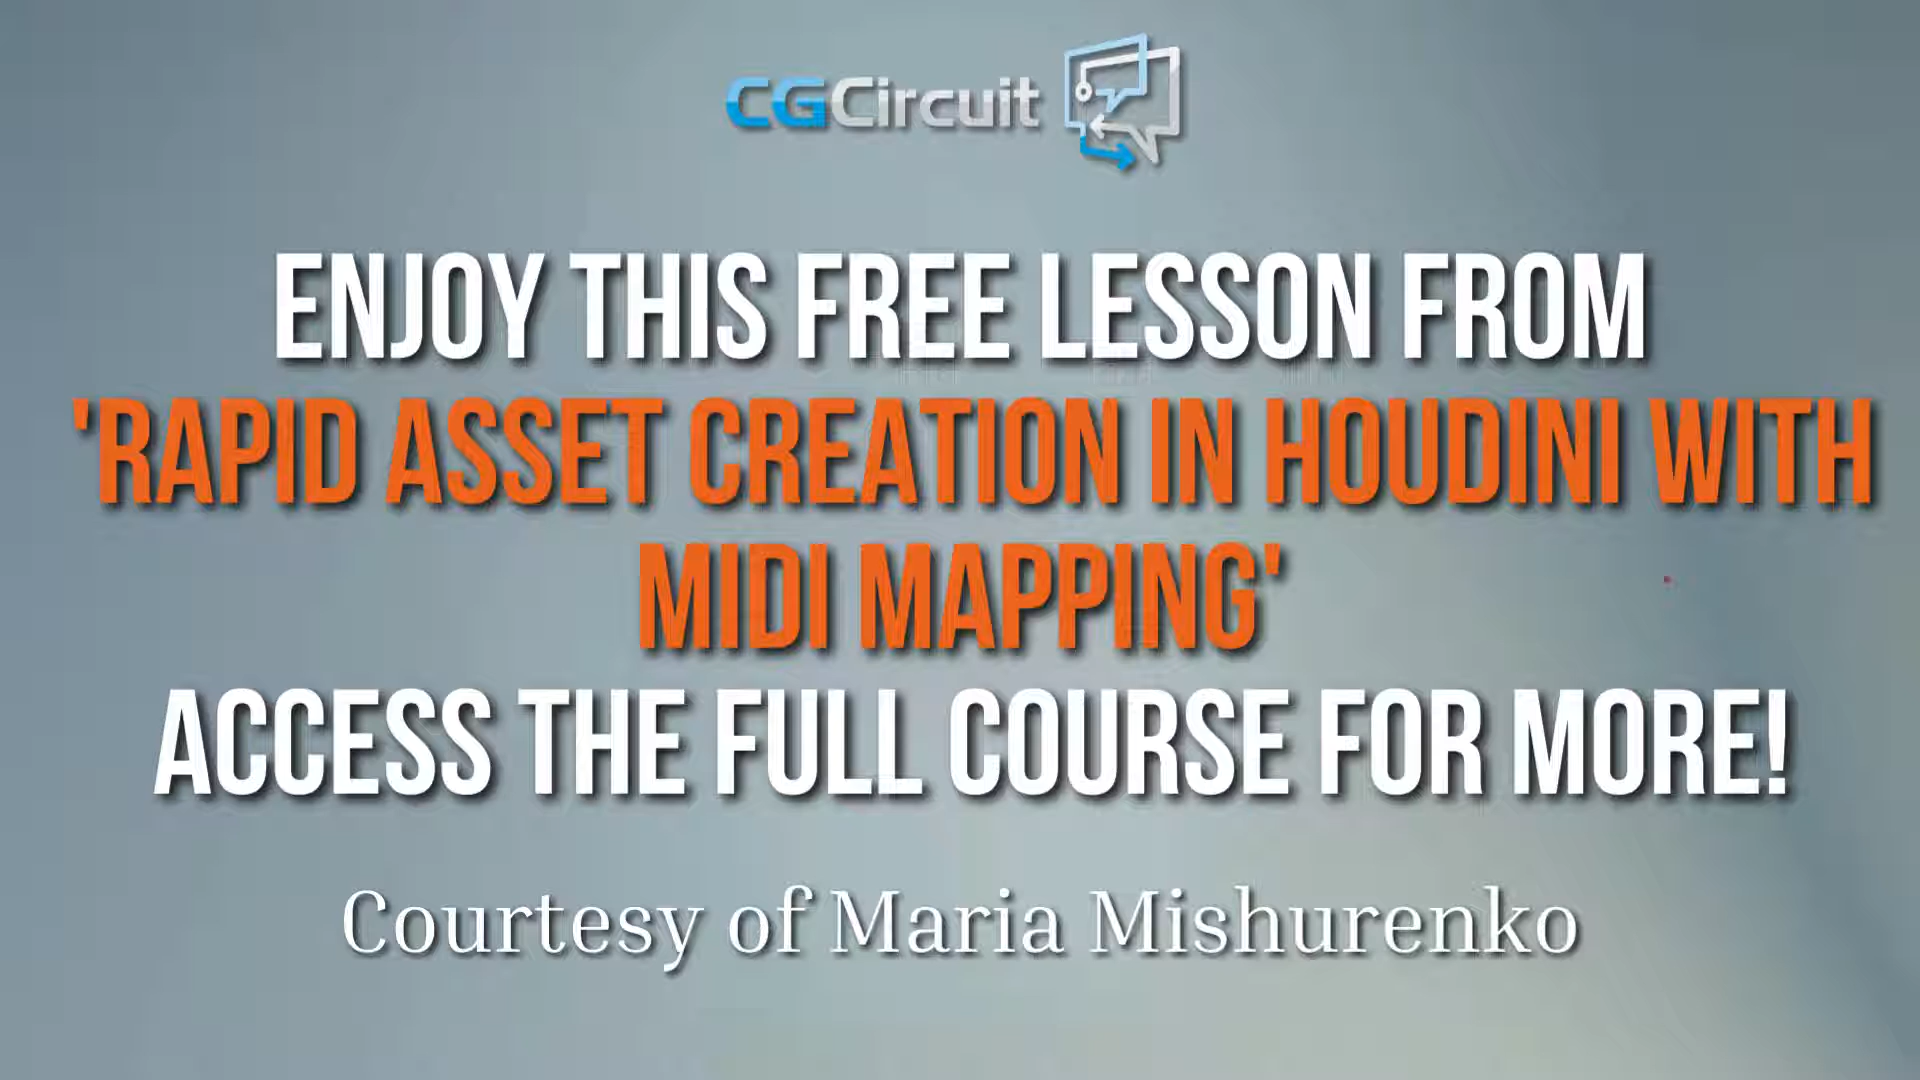 CGCircuit
ENJOY THIS FREE LESSON FROM
'RAPID ASSET CREATION IN HOUDINI WITH
MIDI MAPPING'
ACCESS THE FULL COURSE FOR MORE!
Courtesy of Maria Mishurenko